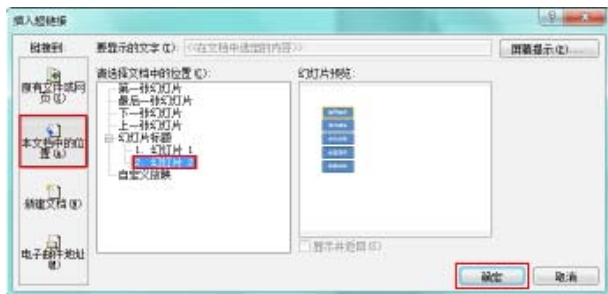 插入超链接
链接到:
要显示的文字(T): <<在文档中选定的内容>>
屏幕提示(P)...
请选择文档中的位置(C):
幻灯片预览:
原有文件或网
页(X)
第一张幻灯片
最后一张幻灯片
下一张幻灯片
上一张幻灯片
幻灯片标题
1. 幻灯片 1
2. 幻灯片 2
自定义放映
本文档中的位
置(A)
新建文档(N)
电子邮件地址
显示并返回(S)
确定
取消